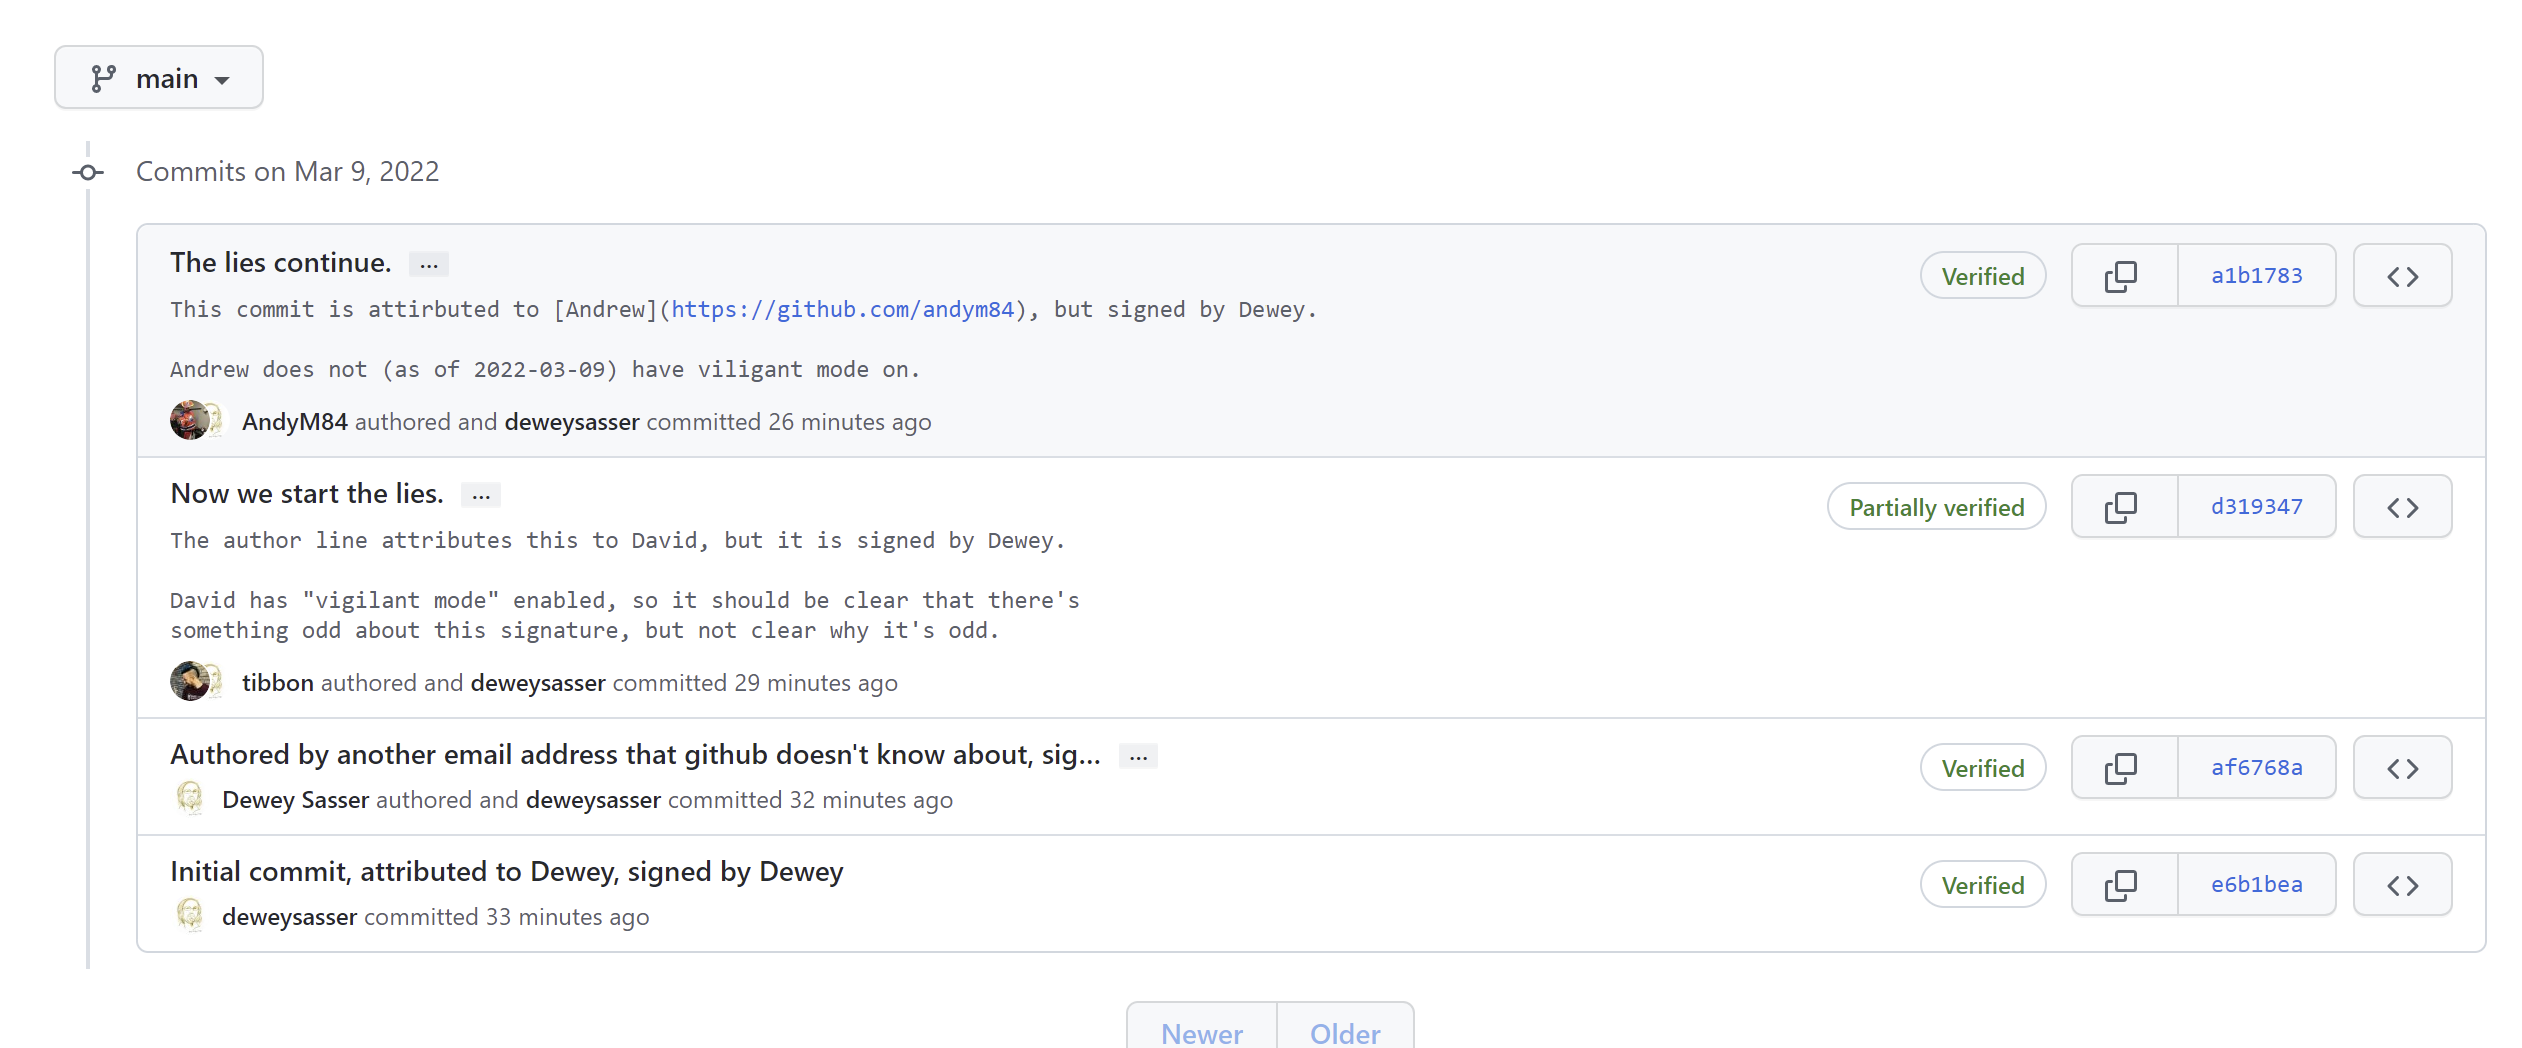 main
Commits on Mar 9, 2022
The lies continue. ...
Verified
a1b1783
This commit is attirbuted to [Andrew](https://github.com/andym84), but signed by Dewey.
Andrew does not (as of 2022-03-09) have viligant mode on.
AndyM84 authored and deweysasser committed 26 minutes ago
Now we start the lies. ...
Partially verified
d319347
The author line attributes this to David, but it is signed by Dewey.
David has "vigilant mode" enabled, so it should be clear that there's
something odd about this signature, but not clear why it's odd.
tibbon authored and deweysasser committed 29 minutes ago
Authored by another email address that github doesn't know about, sig... ...
Verified
af6768a
Dewey Sasser authored and deweysasser committed 32 minutes ago
Initial commit, attributed to Dewey, signed by Dewey
Verified
e6b1bea
deweysasser committed 33 minutes ago
Newer
Older